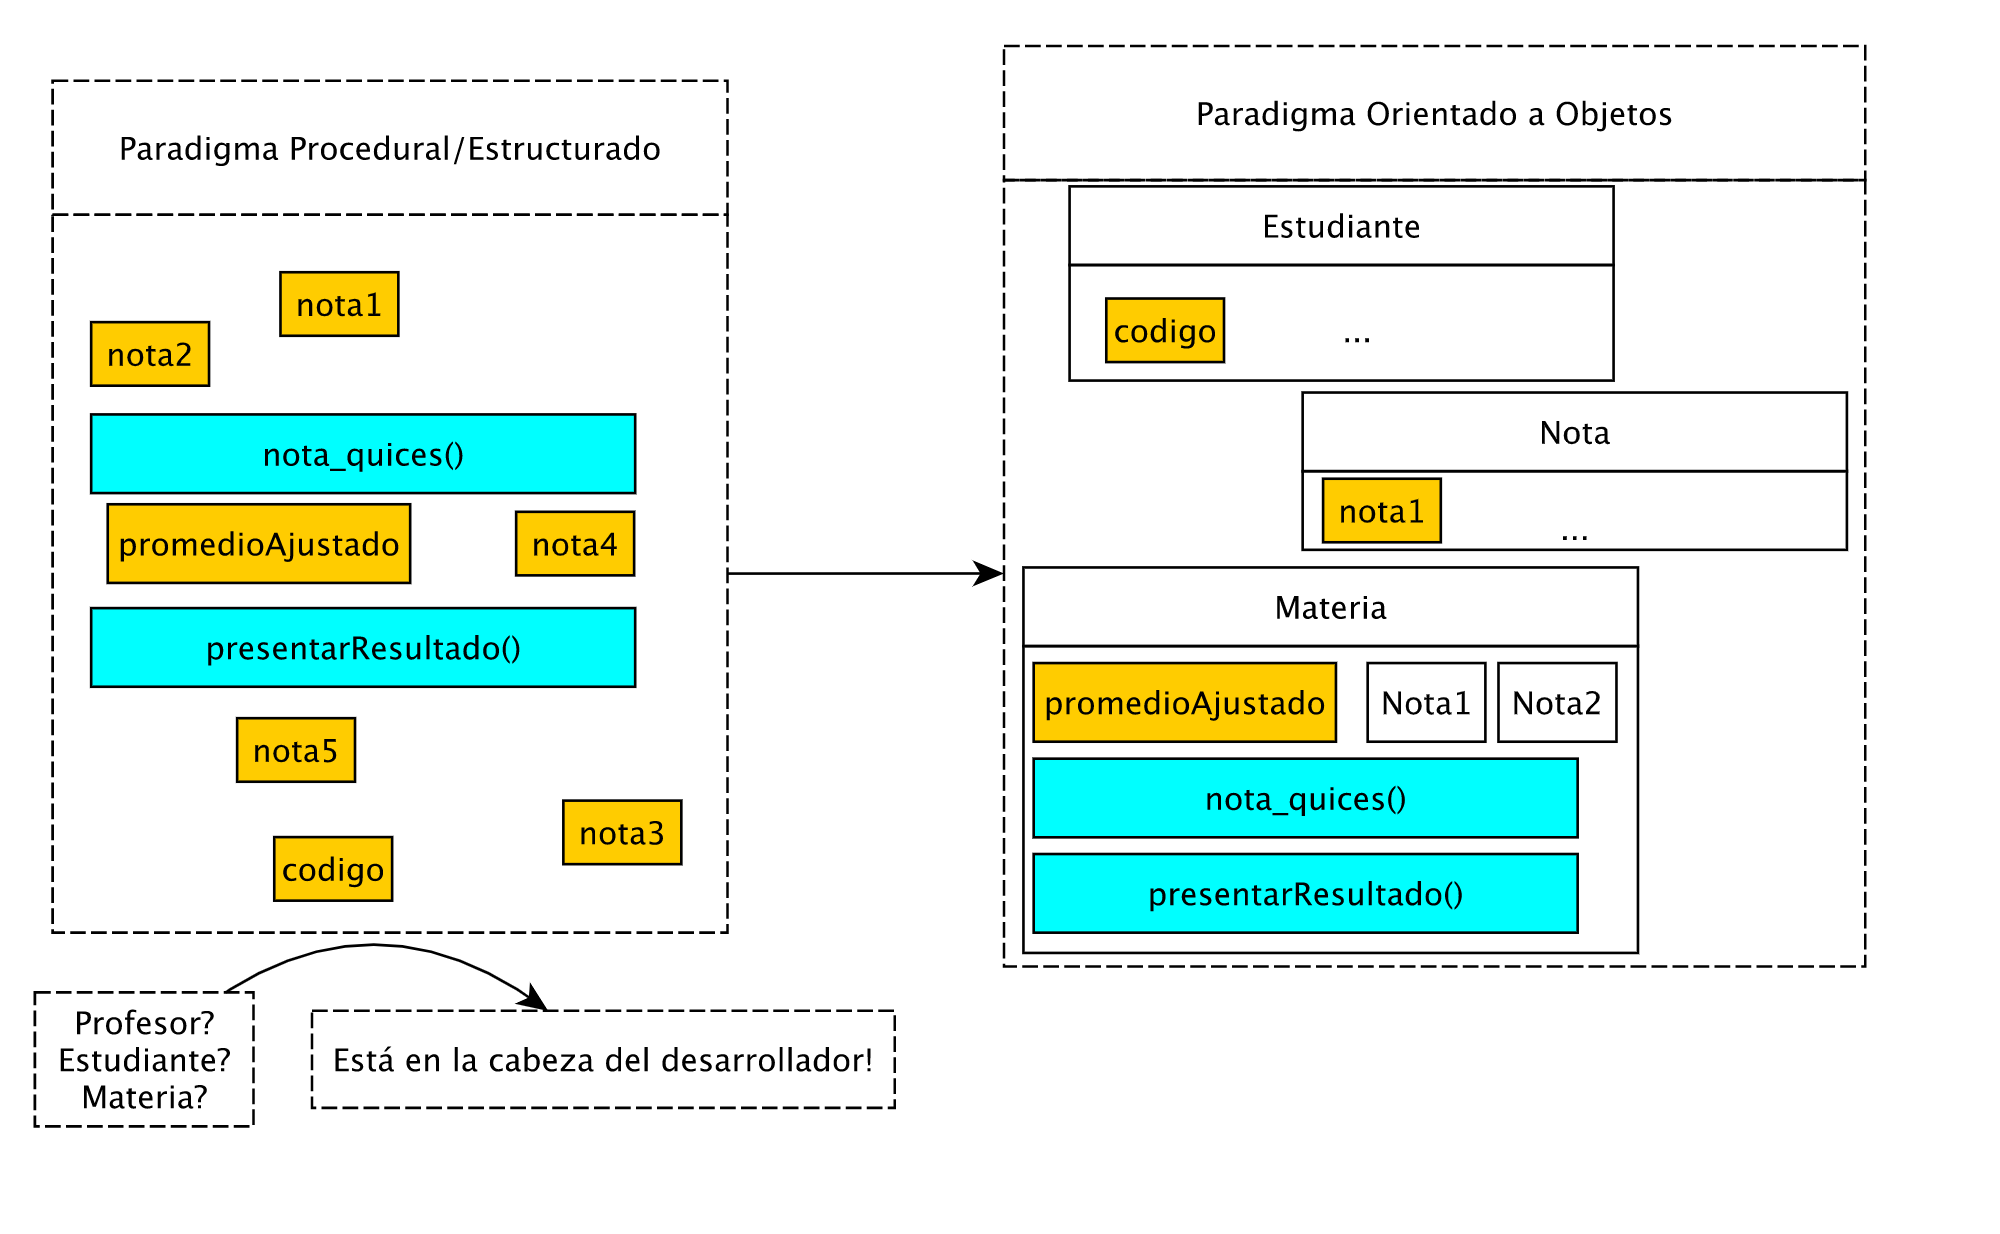 Paradigma Procedural/Estructurado
nota1
nota2
nota_quices()
promedioAjustado
nota4
presentarResultado()
nota5
nota3
codigo
Profesor?
Estudiante?
Materia?
Está en la cabeza del desarrollador!
Paradigma Orientado a Objetos
Estudiante
codigo
...
Nota
nota1
...
Materia
promedioAjustado
Nota1
Nota2
nota_quices()
presentarResultado()